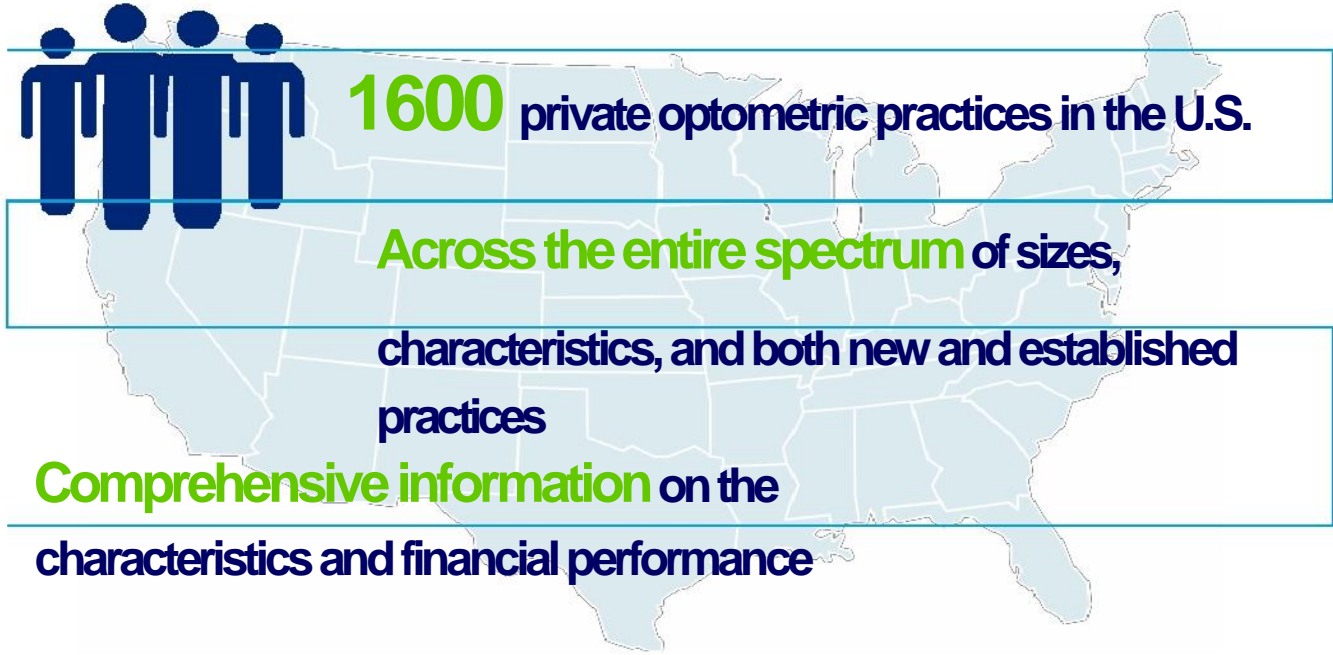 1600 private optometric practices in the U.S.
Across the entire spectrum of sizes,
characteristics, and both new and established
practices
Comprehensive information on the
characteristics and financial performance